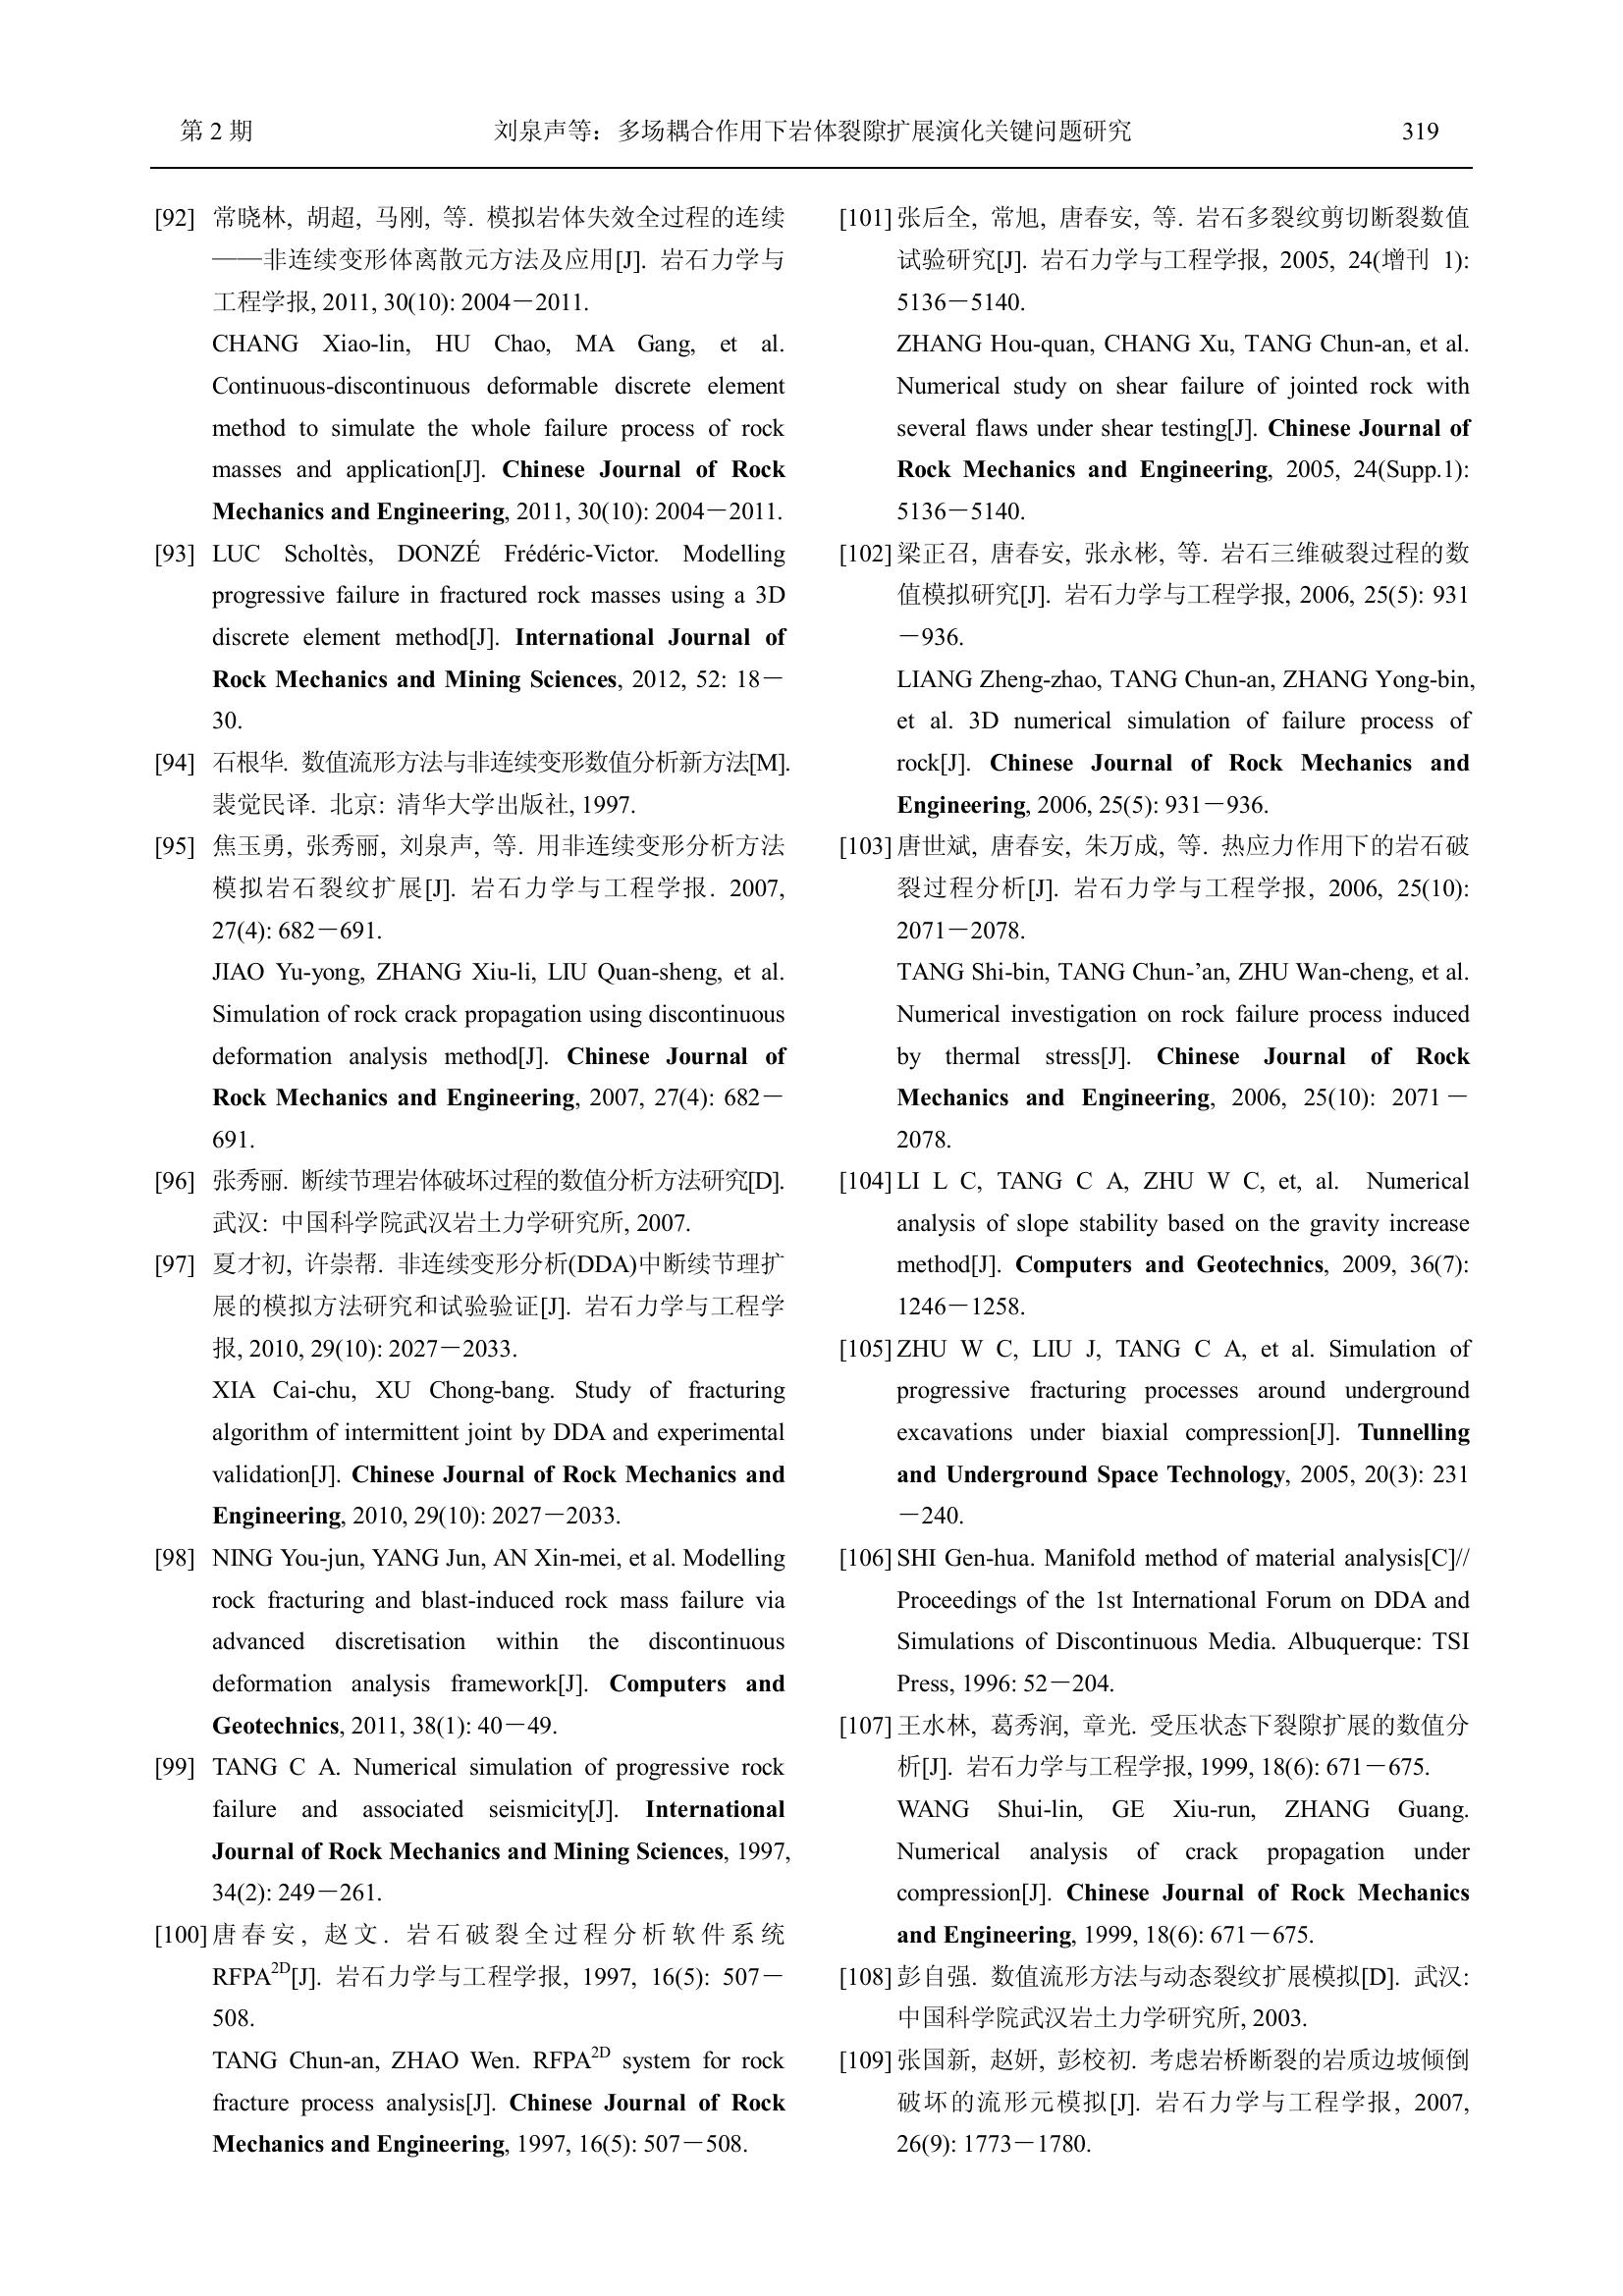 第 2 期 刘泉声等：多场耦合作用下岩体裂隙扩展演化关键问题研究 319
[92] 常晓林, 胡超, 马刚, 等. 模拟岩体失效全过程的连续
——非连续变形体离散元方法及应用[J]. 岩石力学与
工程学报, 2011, 30(10): 2004－2011.
CHANG Xiao-lin, HU Chao, MA Gang, et al.
Continuous-discontinuous deformable discrete element
method to simulate the whole failure process of rock
masses and application[J]. Chinese Journal of Rock
Mechanics and Engineering, 2011, 30(10): 2004－2011.
[93] LUC Scholtès, DONZÉ Frédéric-Victor. Modelling
progressive failure in fractured rock masses using a 3D
discrete element method[J]. International Journal of
Rock Mechanics and Mining Sciences, 2012, 52: 18－
30.
[94] 石根华. 数值流形方法与非连续变形数值分析新方法[M].
裴觉民译. 北京: 清华大学出版社, 1997.
[95] 焦玉勇, 张秀丽, 刘泉声, 等. 用非连续变形分析方法
模拟岩石裂纹扩展[J]. 岩石力学与工程学报. 2007,
27(4): 682－691.
JIAO Yu-yong, ZHANG Xiu-li, LIU Quan-sheng, et al.
Simulation of rock crack propagation using discontinuous
deformation analysis method[J]. Chinese Journal of
Rock Mechanics and Engineering, 2007, 27(4): 682－
691.
[96] 张秀丽. 断续节理岩体破坏过程的数值分析方法研究[D].
武汉: 中国科学院武汉岩土力学研究所, 2007.
[97] 夏才初, 许崇帮. 非连续变形分析(DDA)中断续节理扩
展的模拟方法研究和试验验证[J]. 岩石力学与工程学
报, 2010, 29(10): 2027－2033.
XIA Cai-chu, XU Chong-bang. Study of fracturing
algorithm of intermittent joint by DDA and experimental
validation[J]. Chinese Journal of Rock Mechanics and
Engineering, 2010, 29(10): 2027－2033.
[98] NING You-jun, YANG Jun, AN Xin-mei, et al. Modelling
rock fracturing and blast-induced rock mass failure via
advanced discretisation within the discontinuous
deformation analysis framework[J]. Computers and
Geotechnics, 2011, 38(1): 40－49.
[99] TANG C A. Numerical simulation of progressive rock
failure and associated seismicity[J]. International
Journal of Rock Mechanics and Mining Sciences, 1997,
34(2): 249－261.
[100] 唐春安, 赵文. 岩石破裂全过程分析软件系统
RFPA2D[J]. 岩石力学与工程学报, 1997, 16(5): 507－
508.
TANG Chun-an, ZHAO Wen. RFPA2D system for rock
fracture process analysis[J]. Chinese Journal of Rock
Mechanics and Engineering, 1997, 16(5): 507－508.
[101] 张后全, 常旭, 唐春安, 等. 岩石多裂纹剪切断裂数值
试验研究[J]. 岩石力学与工程学报, 2005, 24(增刊 1):
5136－5140.
ZHANG Hou-quan, CHANG Xu, TANG Chun-an, et al.
Numerical study on shear failure of jointed rock with
several flaws under shear testing[J]. Chinese Journal of
Rock Mechanics and Engineering, 2005, 24(Supp.1):
5136－5140.
[102] 梁正召, 唐春安, 张永彬, 等. 岩石三维破裂过程的数
值模拟研究[J]. 岩石力学与工程学报, 2006, 25(5): 931
－936.
LIANG Zheng-zhao, TANG Chun-an, ZHANG Yong-bin,
et al. 3D numerical simulation of failure process of
rock[J]. Chinese Journal of Rock Mechanics and
Engineering, 2006, 25(5): 931－936.
[103] 唐世斌, 唐春安, 朱万成, 等. 热应力作用下的岩石破
裂过程分析[J]. 岩石力学与工程学报, 2006, 25(10):
2071－2078.
TANG Shi-bin, TANG Chun-’an, ZHU Wan-cheng, et al.
Numerical investigation on rock failure process induced
by thermal stress[J]. Chinese Journal of Rock
Mechanics and Engineering, 2006, 25(10): 2071－
2078.
[104] LI L C, TANG C A, ZHU W C, et, al. Numerical
analysis of slope stability based on the gravity increase
method[J]. Computers and Geotechnics, 2009, 36(7):
1246－1258.
[105] ZHU W C, LIU J, TANG C A, et al. Simulation of
progressive fracturing processes around underground
excavations under biaxial compression[J]. Tunnelling
and Underground Space Technology, 2005, 20(3): 231
－240.
[106] SHI Gen-hua. Manifold method of material analysis[C]//
Proceedings of the 1st International Forum on DDA and
Simulations of Discontinuous Media. Albuquerque: TSI
Press, 1996: 52－204.
[107] 王水林, 葛秀润, 章光. 受压状态下裂隙扩展的数值分
析[J]. 岩石力学与工程学报, 1999, 18(6): 671－675.
WANG Shui-lin, GE Xiu-run, ZHANG Guang.
Numerical analysis of crack propagation under
compression[J]. Chinese Journal of Rock Mechanics
and Engineering, 1999, 18(6): 671－675.
[108] 彭自强. 数值流形方法与动态裂纹扩展模拟[D]. 武汉:
中国科学院武汉岩土力学研究所, 2003.
[109] 张国新, 赵妍, 彭校初. 考虑岩桥断裂的岩质边坡倾倒
破坏的流形元模拟[J]. 岩石力学与工程学报, 2007,
26(9): 1773－1780.